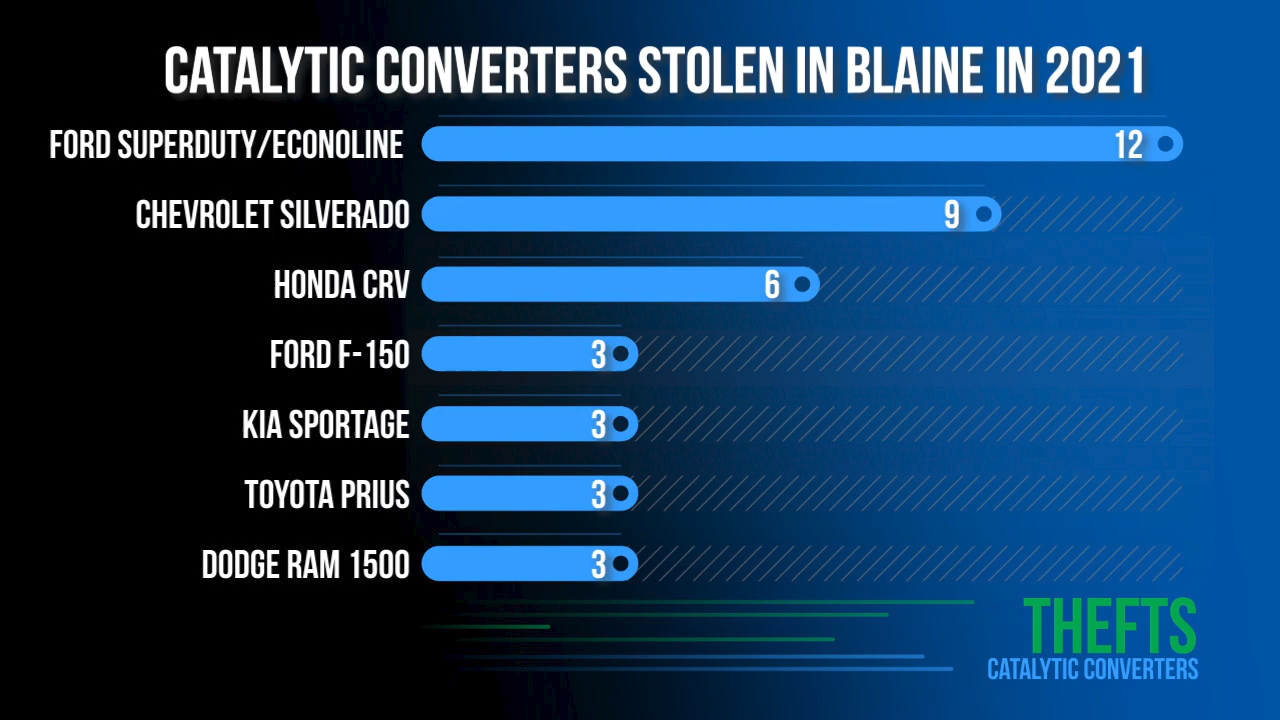 CATALYTIC CONVERTERS STOLEN IN BLAINE IN 2021
FORD SUPERDUTY/ECONOLINE 12
CHEVROLET SILVERADO 9
HONDA CRV 6
FORD F-150 3
KIA SPORTAGE 3
TOYOTA PRIUS 3
DODGE RAM 1500 3
THEFTS
CATALYTIC CONVERTERS